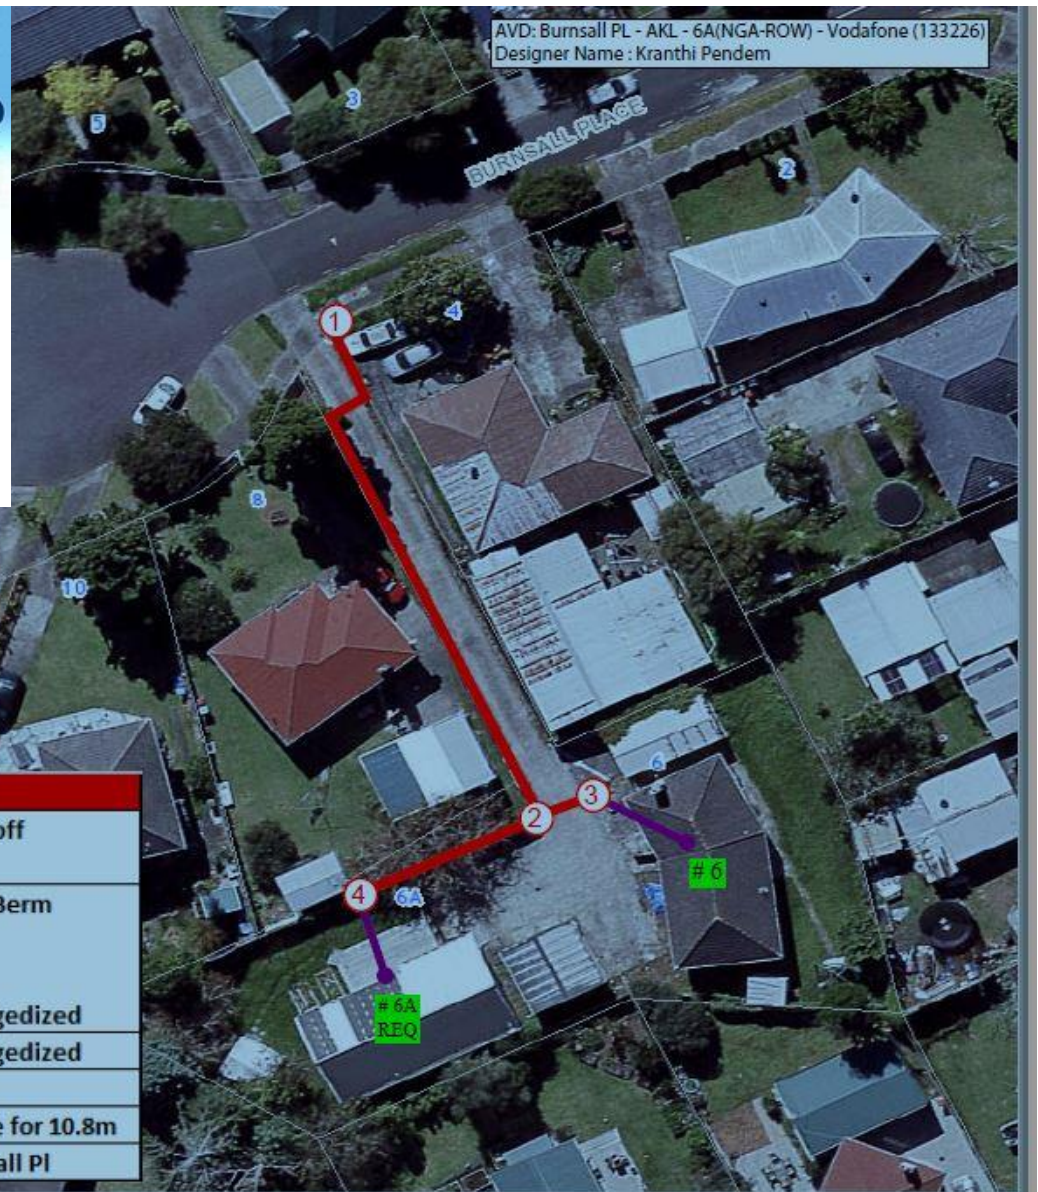 AVD: Burnsall PL - AKL - 6A(NGA-ROW) - Vodafone (133226)
Designer Name : Kranthi Pendem
3
5
BURNSALL PLACE
2
1
4
8
10
6
3
2
# 6
4
6A
# 6A
REQ
off
Berm
gedized
gedized
e for 10.8m
all Pl